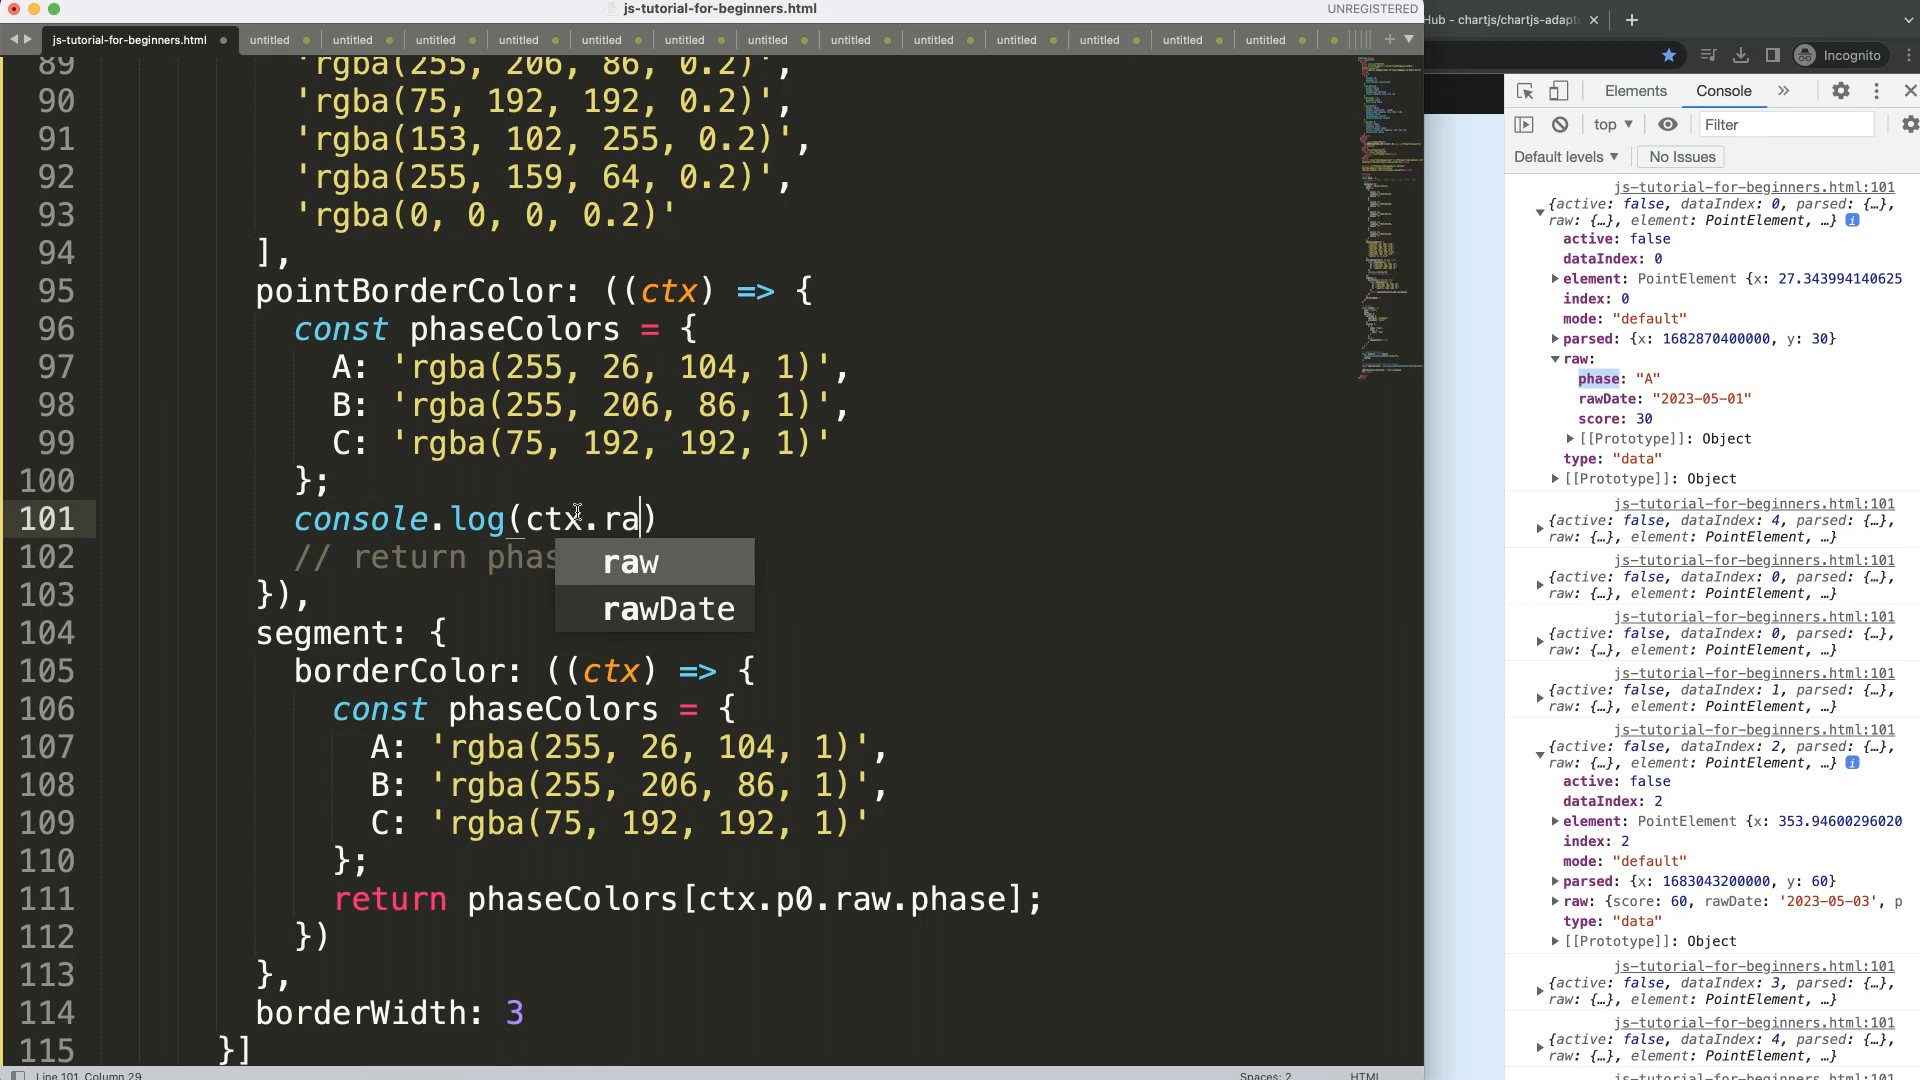 js-tutorial-for-beginners.html
UNREGISTERED
js-tutorial-for-beginners.html untitled untitled untitled untitled untitled untitled untitled untitled untitled untitled untitled untitled untitled
89 'rgba(255, 206, 86, 0.2)',
90 'rgba(75, 192, 192, 0.2)',
91 'rgba(153, 102, 255, 0.2)',
92 'rgba(255, 159, 64, 0.2)',
93 'rgba(0, 0, 0, 0.2)'
94 ],
95 pointBorderColor: ((ctx) => {
96 const phaseColors = {
97 A: 'rgba(255, 26, 104, 1)',
98 B: 'rgba(255, 206, 86, 1)',
99 C: 'rgba(75, 192, 192, 1)'
100 };
101 console.log(ctx.ra)
102 // return phas
raw
rawDate
103 }),
104 segment: {
105 borderColor: ((ctx) => {
106 const phaseColors = {
107 A: 'rgba(255, 26, 104, 1)',
108 B: 'rgba(255, 206, 86, 1)',
109 C: 'rgba(75, 192, 192, 1)'
110 };
111 return phaseColors[ctx.p0.raw.phase];
112 })
113 },
114 borderWidth: 3
115 }]
Line 101, Column 29
Spaces: 2
HTML
Hub - chartjs/chartjs-adapt
Incognito
Elements Console
top Filter
Default levels No Issues
js-tutorial-for-beginners.html:101
{active: false, dataIndex: 0, parsed: {…},
raw: {…}, element: PointElement, …}
active: false
dataIndex: 0
element: PointElement {x: 27.343994140625
index: 0
mode: "default"
parsed: {x: 1682870400000, y: 30}
raw:
phase: "A"
rawDate: "2023-05-01"
score: 30
[[Prototype]]: Object
type: "data"
[[Prototype]]: Object
js-tutorial-for-beginners.html:101
{active: false, dataIndex: 4, parsed: {…},
raw: {…}, element: PointElement, …}
js-tutorial-for-beginners.html:101
{active: false, dataIndex: 0, parsed: {…},
raw: {…}, element: PointElement, …}
js-tutorial-for-beginners.html:101
{active: false, dataIndex: 0, parsed: {…},
raw: {…}, element: PointElement, …}
js-tutorial-for-beginners.html:101
{active: false, dataIndex: 1, parsed: {…},
raw: {…}, element: PointElement, …}
js-tutorial-for-beginners.html:101
{active: false, dataIndex: 2, parsed: {…},
raw: {…}, element: PointElement, …}
active: false
dataIndex: 2
element: PointElement {x: 353.94600296020
index: 2
mode: "default"
parsed: {x: 1683043200000, y: 60}
raw: {score: 60, rawDate: '2023-05-03', p
type: "data"
[[Prototype]]: Object
js-tutorial-for-beginners.html:101
{active: false, dataIndex: 3, parsed: {…},
raw: {…}, element: PointElement, …}
js-tutorial-for-beginners.html:101
{active: false, dataIndex: 4, parsed: {…},
raw: {…}, element: PointElement, …}